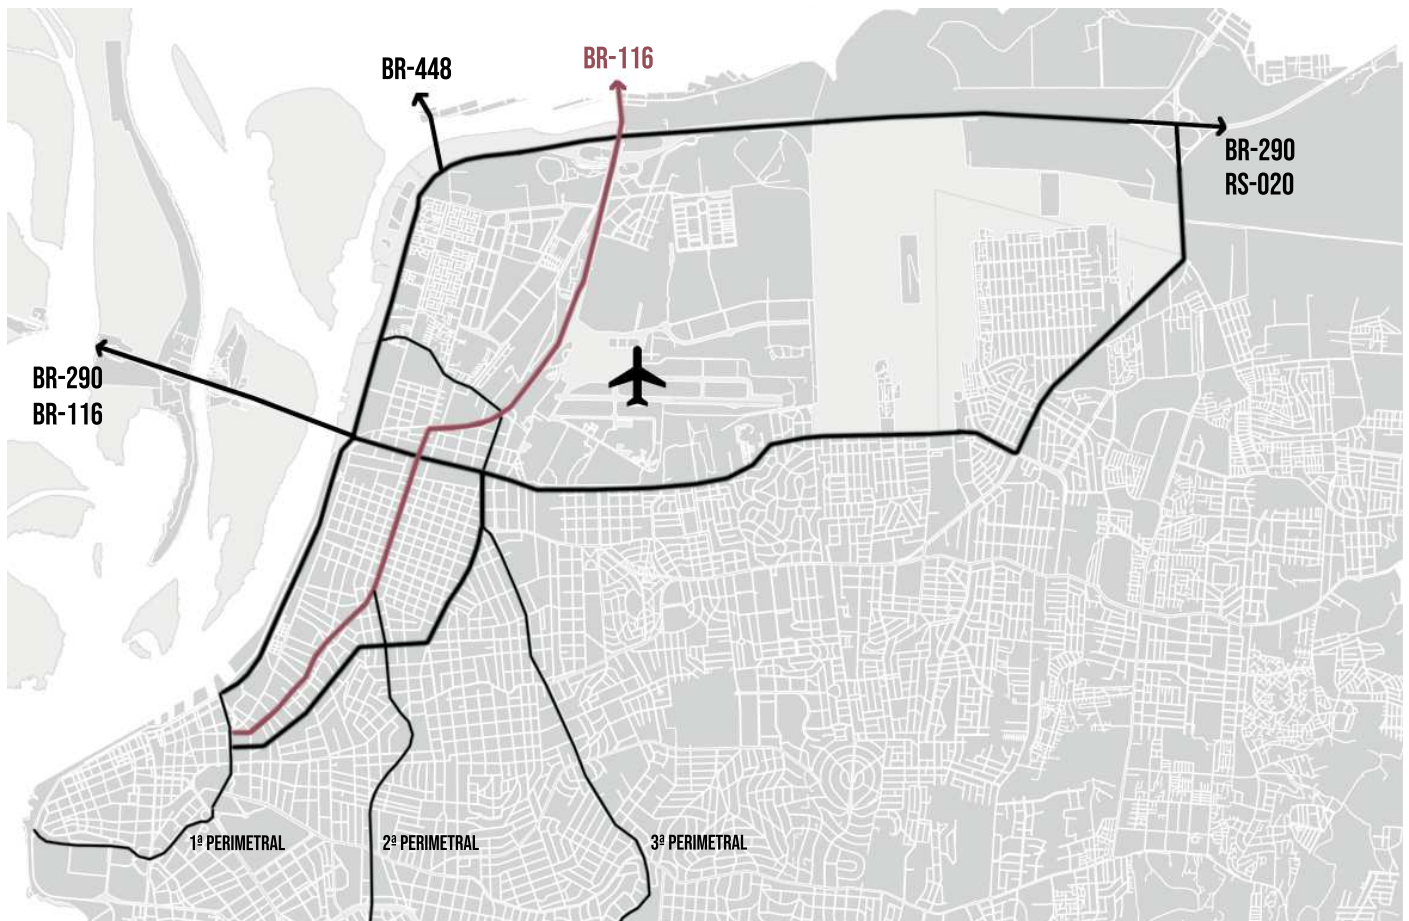 BR-116
BR-448
BR-290
RS-020
BR-290
BR-116
1ª PERIMETRAL
2ª PERIMETRAL
3ª PERIMETRAL